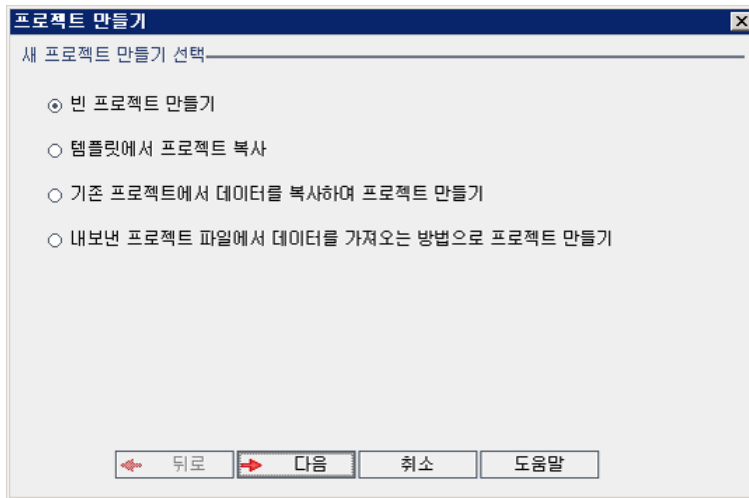 프로젝트 만들기
새 프로젝트 만들기 선택
빈 프로젝트 만들기
템플릿에서 프로젝트 복사
기존 프로젝트에서 데이터를 복사하여 프로젝트 만들기
내보낸 프로젝트 파일에서 데이터를 가져오는 방법으로 프로젝트 만들기
뒤로 다음 취소 도움말